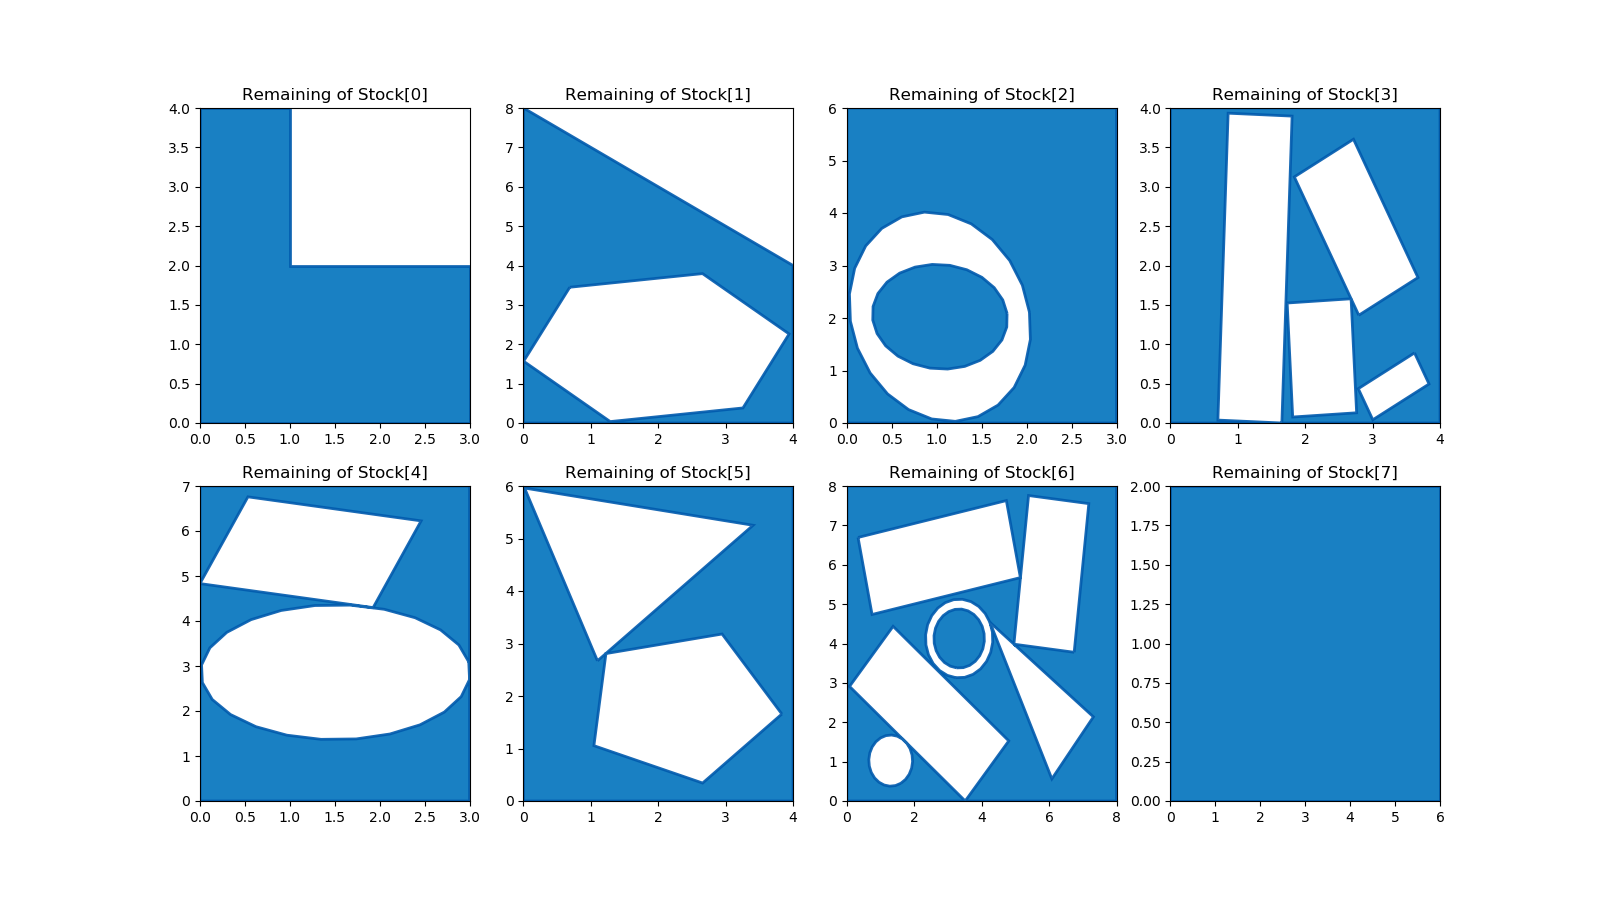 Remaining of Stock[0] Remaining of Stock[1] Remaining of Stock[2] Remaining of Stock[3]
4.0 3.5 3.0 2.5 2.0 1.5 1.0 0.5 0.0
0.0 0.5 1.0 1.5 2.0 2.5 3.0
8 7 6 5 4 3 2 1 0
0 1 2 3 4
6 5 4 3 2 1 0
0.0 0.5 1.0 1.5 2.0 2.5 3.0
4.0 3.5 3.0 2.5 2.0 1.5 1.0 0.5 0.0
0 1 2 3 4
Remaining of Stock[4] Remaining of Stock[5] Remaining of Stock[6] Remaining of Stock[7]
7 6 5 4 3 2 1 0
0.0 0.5 1.0 1.5 2.0 2.5 3.0
6 5 4 3 2 1 0
0 1 2 3 4
8 7 6 5 4 3 2 1 0
0 2 4 6 8
2.00 1.75 1.50 1.25 1.00 0.75 0.50 0.25 0.00
0 1 2 3 4 5 6